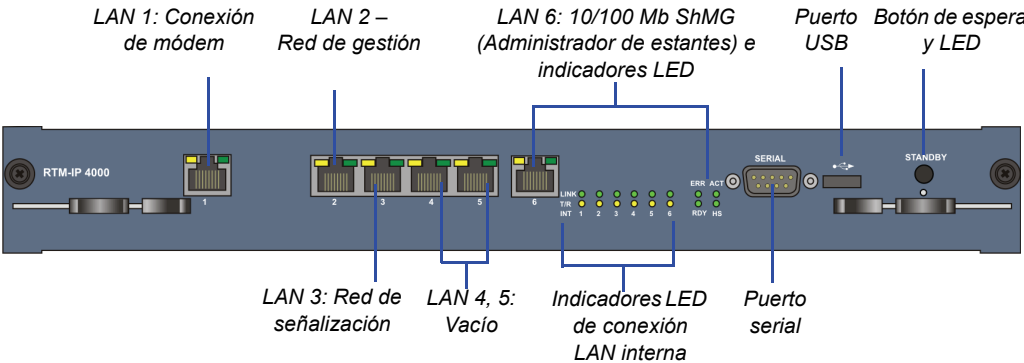 LAN 1: Conexión
de módem
LAN 2 –
Red de gestión
LAN 6: 10/100 Mb ShMG
(Administrador de estantes) e
indicadores LED
Puerto
USB
Botón de espera
y LED
RTM-IP 4000
SERIAL
STANDBY
ERR ACT
LINK
T/R
INT 1 2 3 4 5 6
RDY HS
1
2
3
4
5
6
LAN 3: Red de
señalización
LAN 4, 5:
Vacío
Indicadores LED
de conexión
LAN interna
Puerto
serial